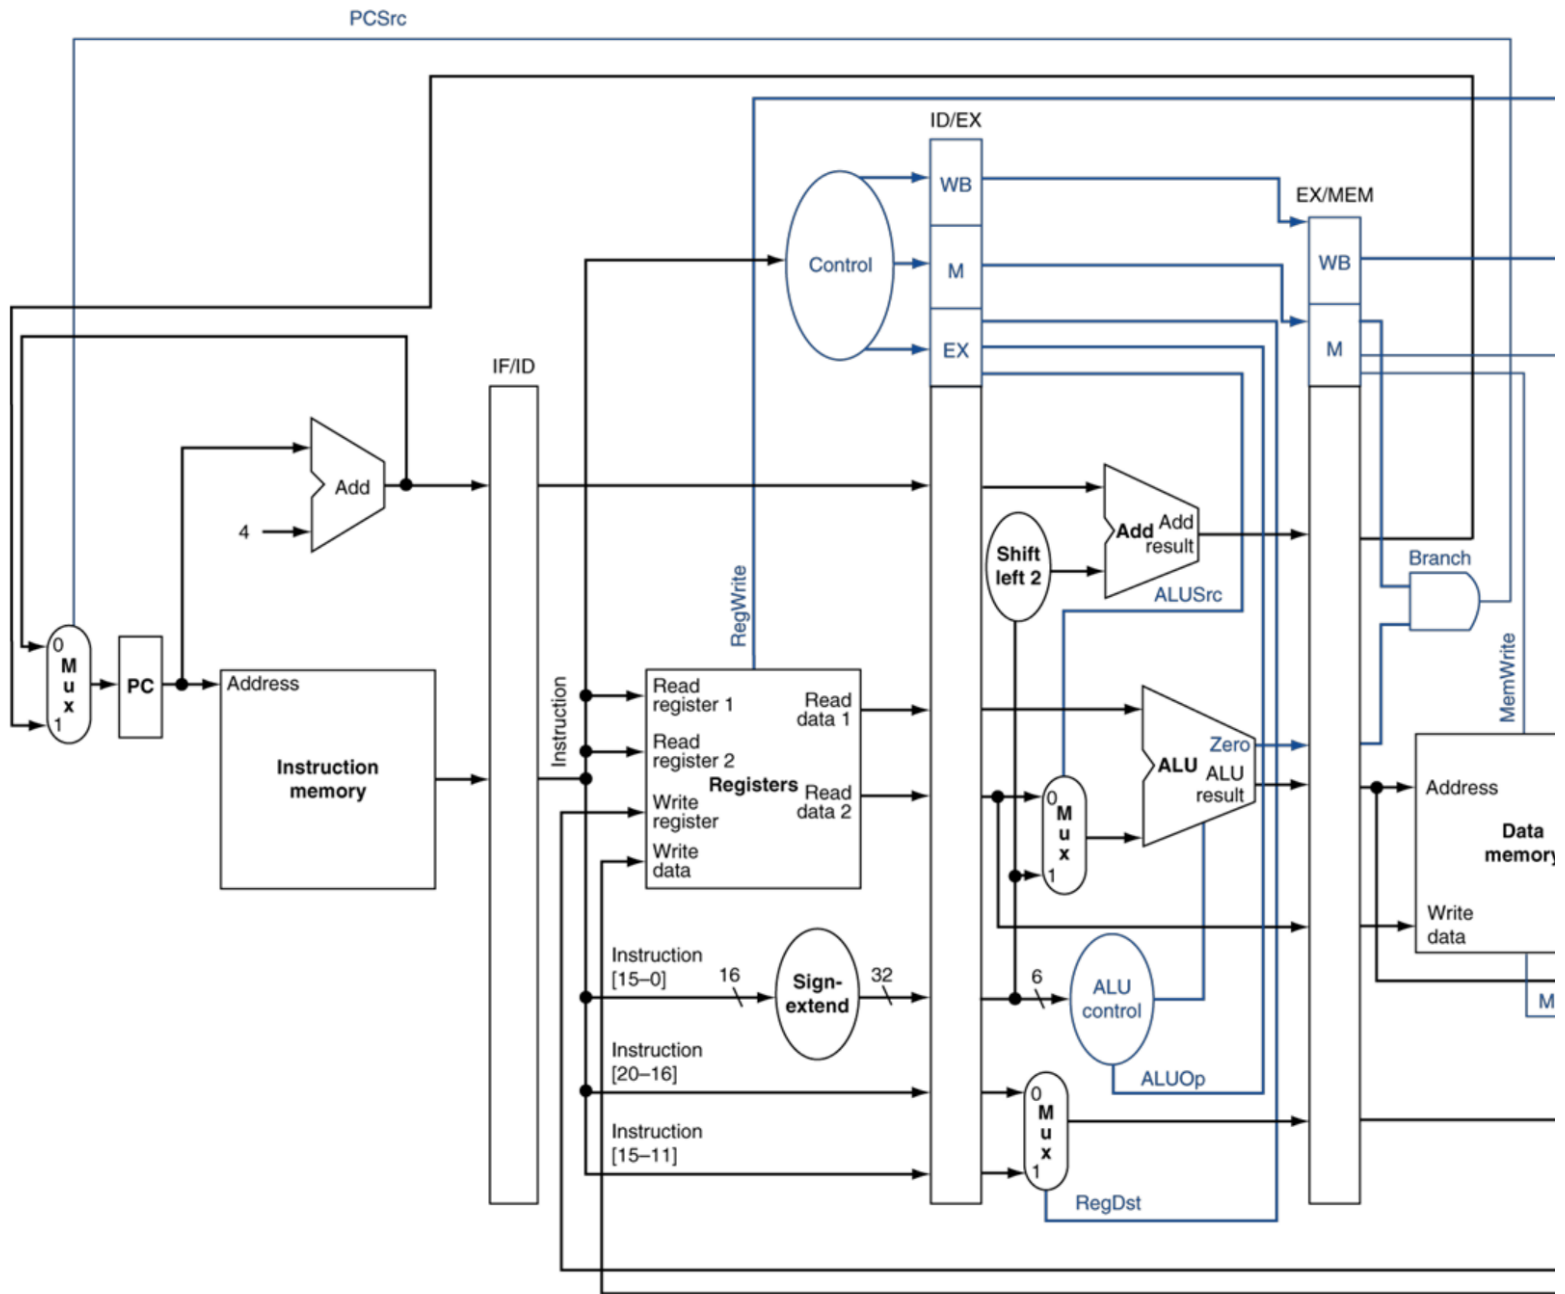 PCSrc
ID/EX
WB
EX/MEM
Control
M
WB
EX
M
IF/ID
Add
4
Add
Add
result
Shift
left 2
Branch
ALUSrc
RegWrite
MemWrite
0
M
u
x
1
PC
Address
Instruction
memory
Instruction
Read
register 1
Read
data 1
Read
register 2
Registers
Read
data 2
Write
register
Write
data
0
M
u
x
1
Zero
ALU
ALU
result
Address
Data
memory
Write
data
Instruction
[15–0]
16
Sign-
extend
32
6
ALU
control
M
Instruction
[20–16]
ALUOp
0
M
u
x
1
Instruction
[15–11]
RegDst